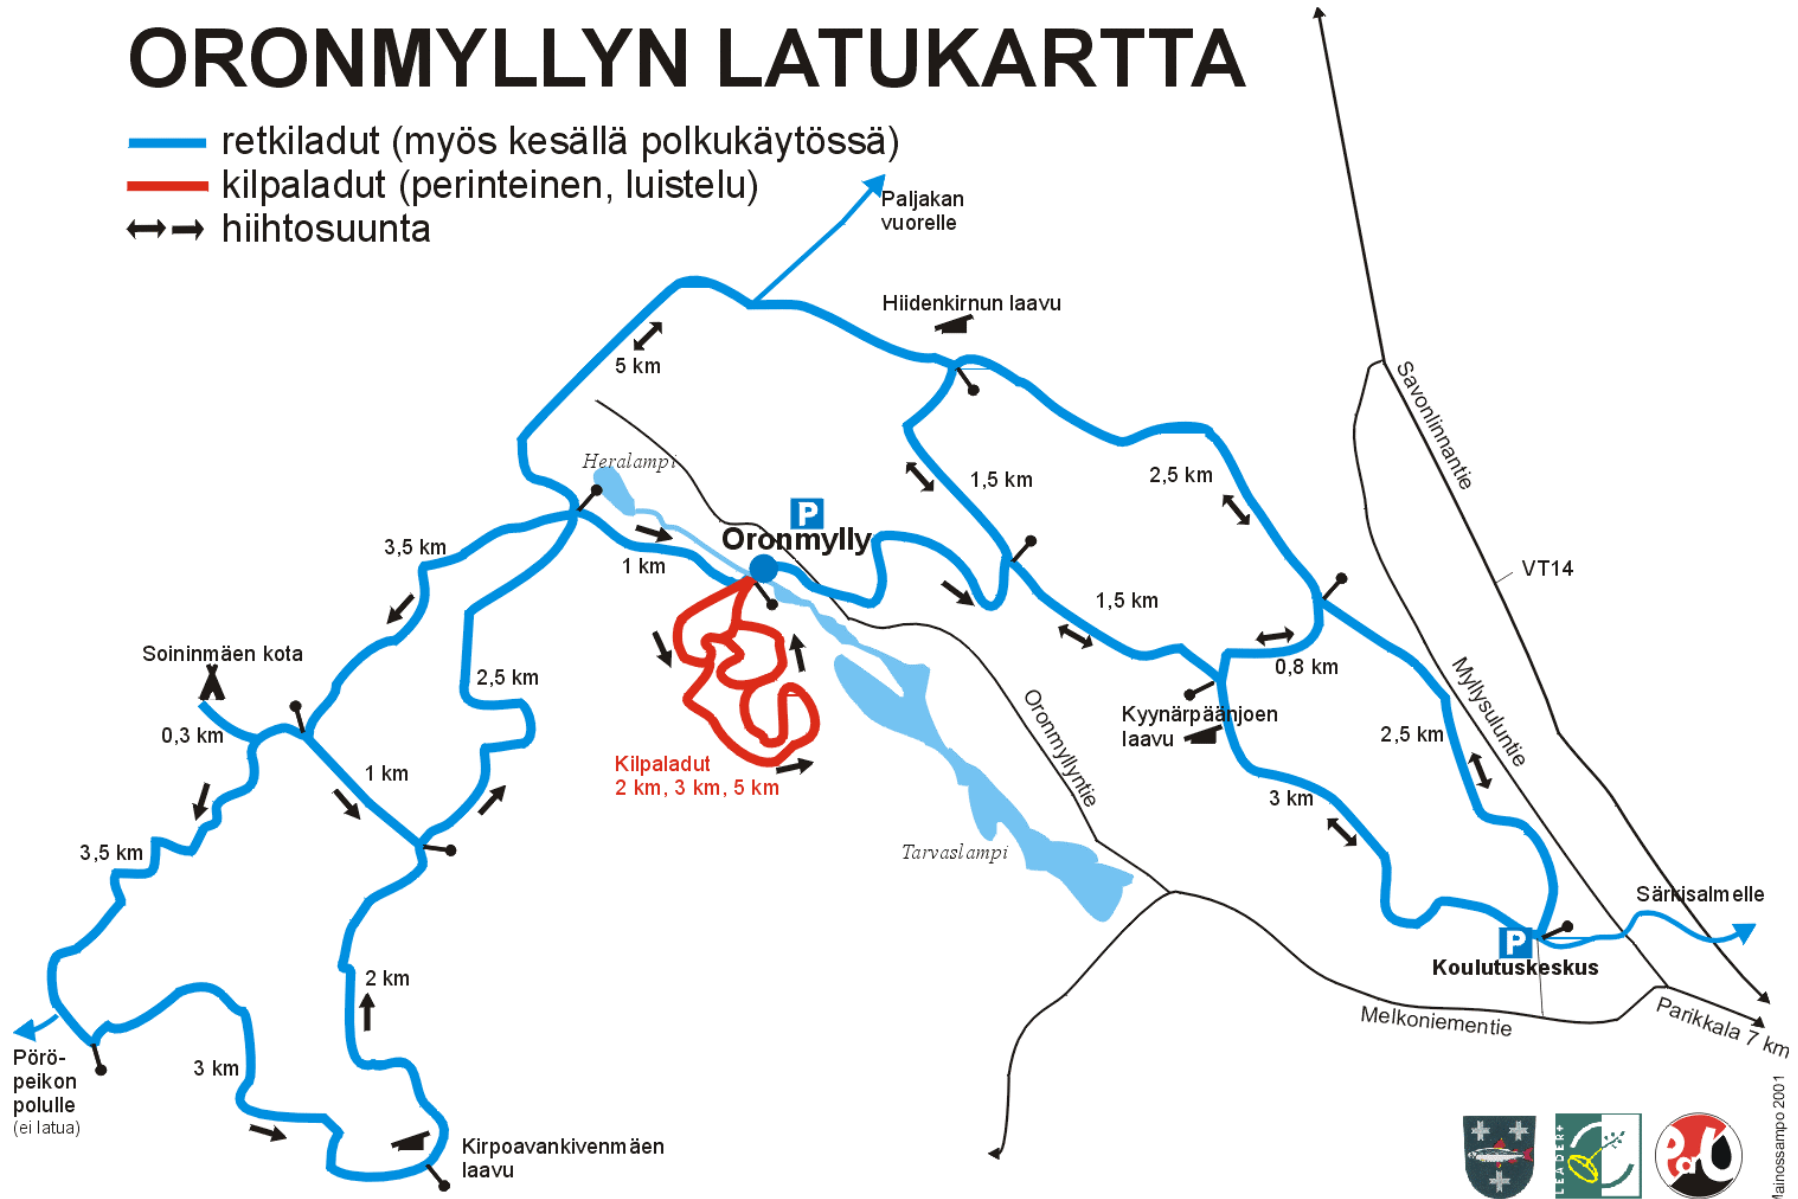 ORONMYLLYN LATUKARTTA
retkiladut (myös kesällä polkukäytössä)
kilpaladut (perinteinen, luistelu)
hiihtosuunta
Paljakan
vuorelle
Hiidenkirnun laavu
5 km
Savonlinnantie
Heralampi
1,5 km
2,5 km
P
Oronmylly
3,5 km
1 km
VT14
1,5 km
Soininmäen kota
0,8 km
2,5 km
Myllysuluntie
Oronmyllyntie
Kyynärpäänjoen
laavu
0,3 km
2,5 km
Kilpaladut
2 km, 3 km, 5 km
1 km
3 km
3,5 km
Tarvaslampi
Särkisalmelle
P
Koulutuskeskus
2 km
Melkoniementie
Parikkala 7 km
Pörö-
peikon
polulle
(ei latua)
3 km
Kirpoavankivenmäen
laavu
LEADER+
Mainossampo 2001